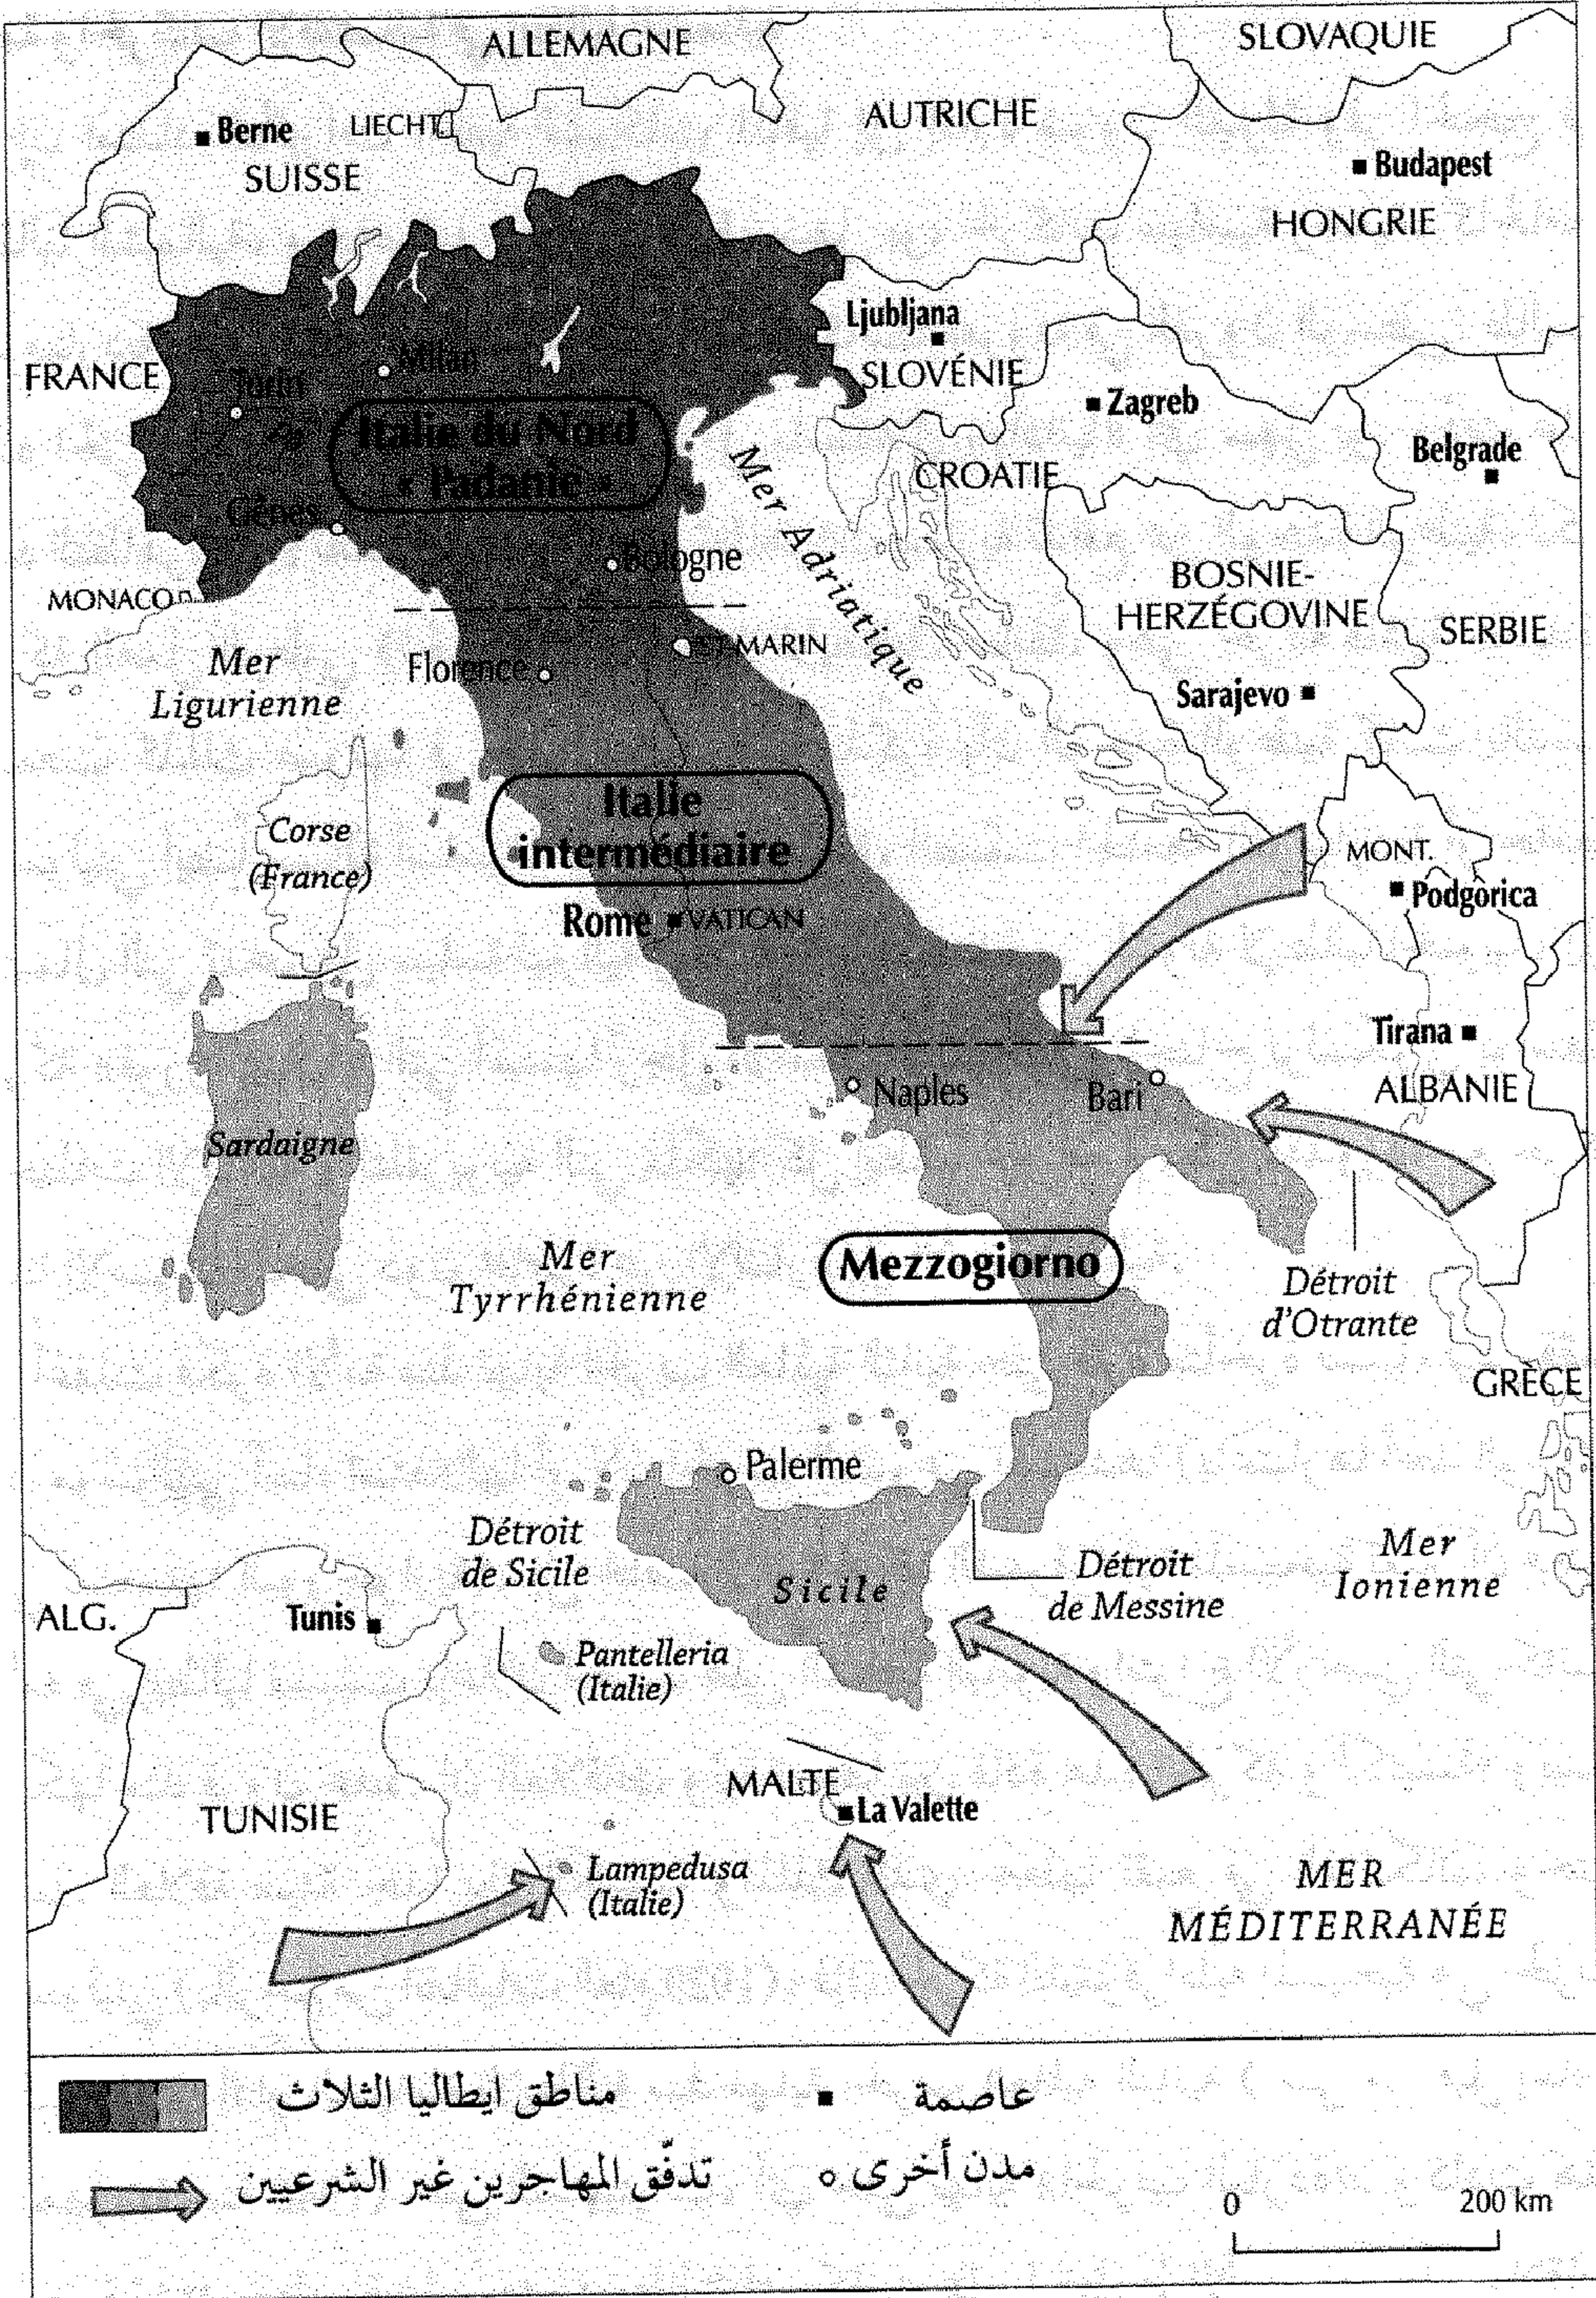 ALLEMAGNE
SLOVAQUIE
AUTRICHE
Berne
LIECHT.
SUISSE
Budapest
HONGRIE
Ljubljana
SLOVÉNIE
FRANCE
Turin
Milan
Zagreb
Italie du Nord
« Padanie »
Belgrade
Mer Adriatique
CROATIE
Gênes
Bologne
BOSNIE-
HERZÉGOVINE
MONACO
SERBIE
ST-MARIN
Mer
Ligurienne
Florence
Sarajevo
Italie
intermédiaire
Corse
(France)
MONT.
Podgorica
Rome
VATICAN
Tirana
ALBANIE
Naples
Bari
Sardaigne
Mer
Tyrrhénienne
Mezzogiorno
Détroit
d'Otrante
GRÈCE
Palerme
Détroit
de Sicile
Sicile
Détroit
de Messine
Mer
Ionienne
ALG.
Tunis
Pantelleria
(Italie)
MALTE
La Valette
TUNISIE
Lampedusa
(Italie)
MER
MÉDITERRANÉE
مناطق ايطاليا الثلاث
عاصمة
تدفّق المهاجرين غير الشرعيين
مدن أخرى
0
200 km